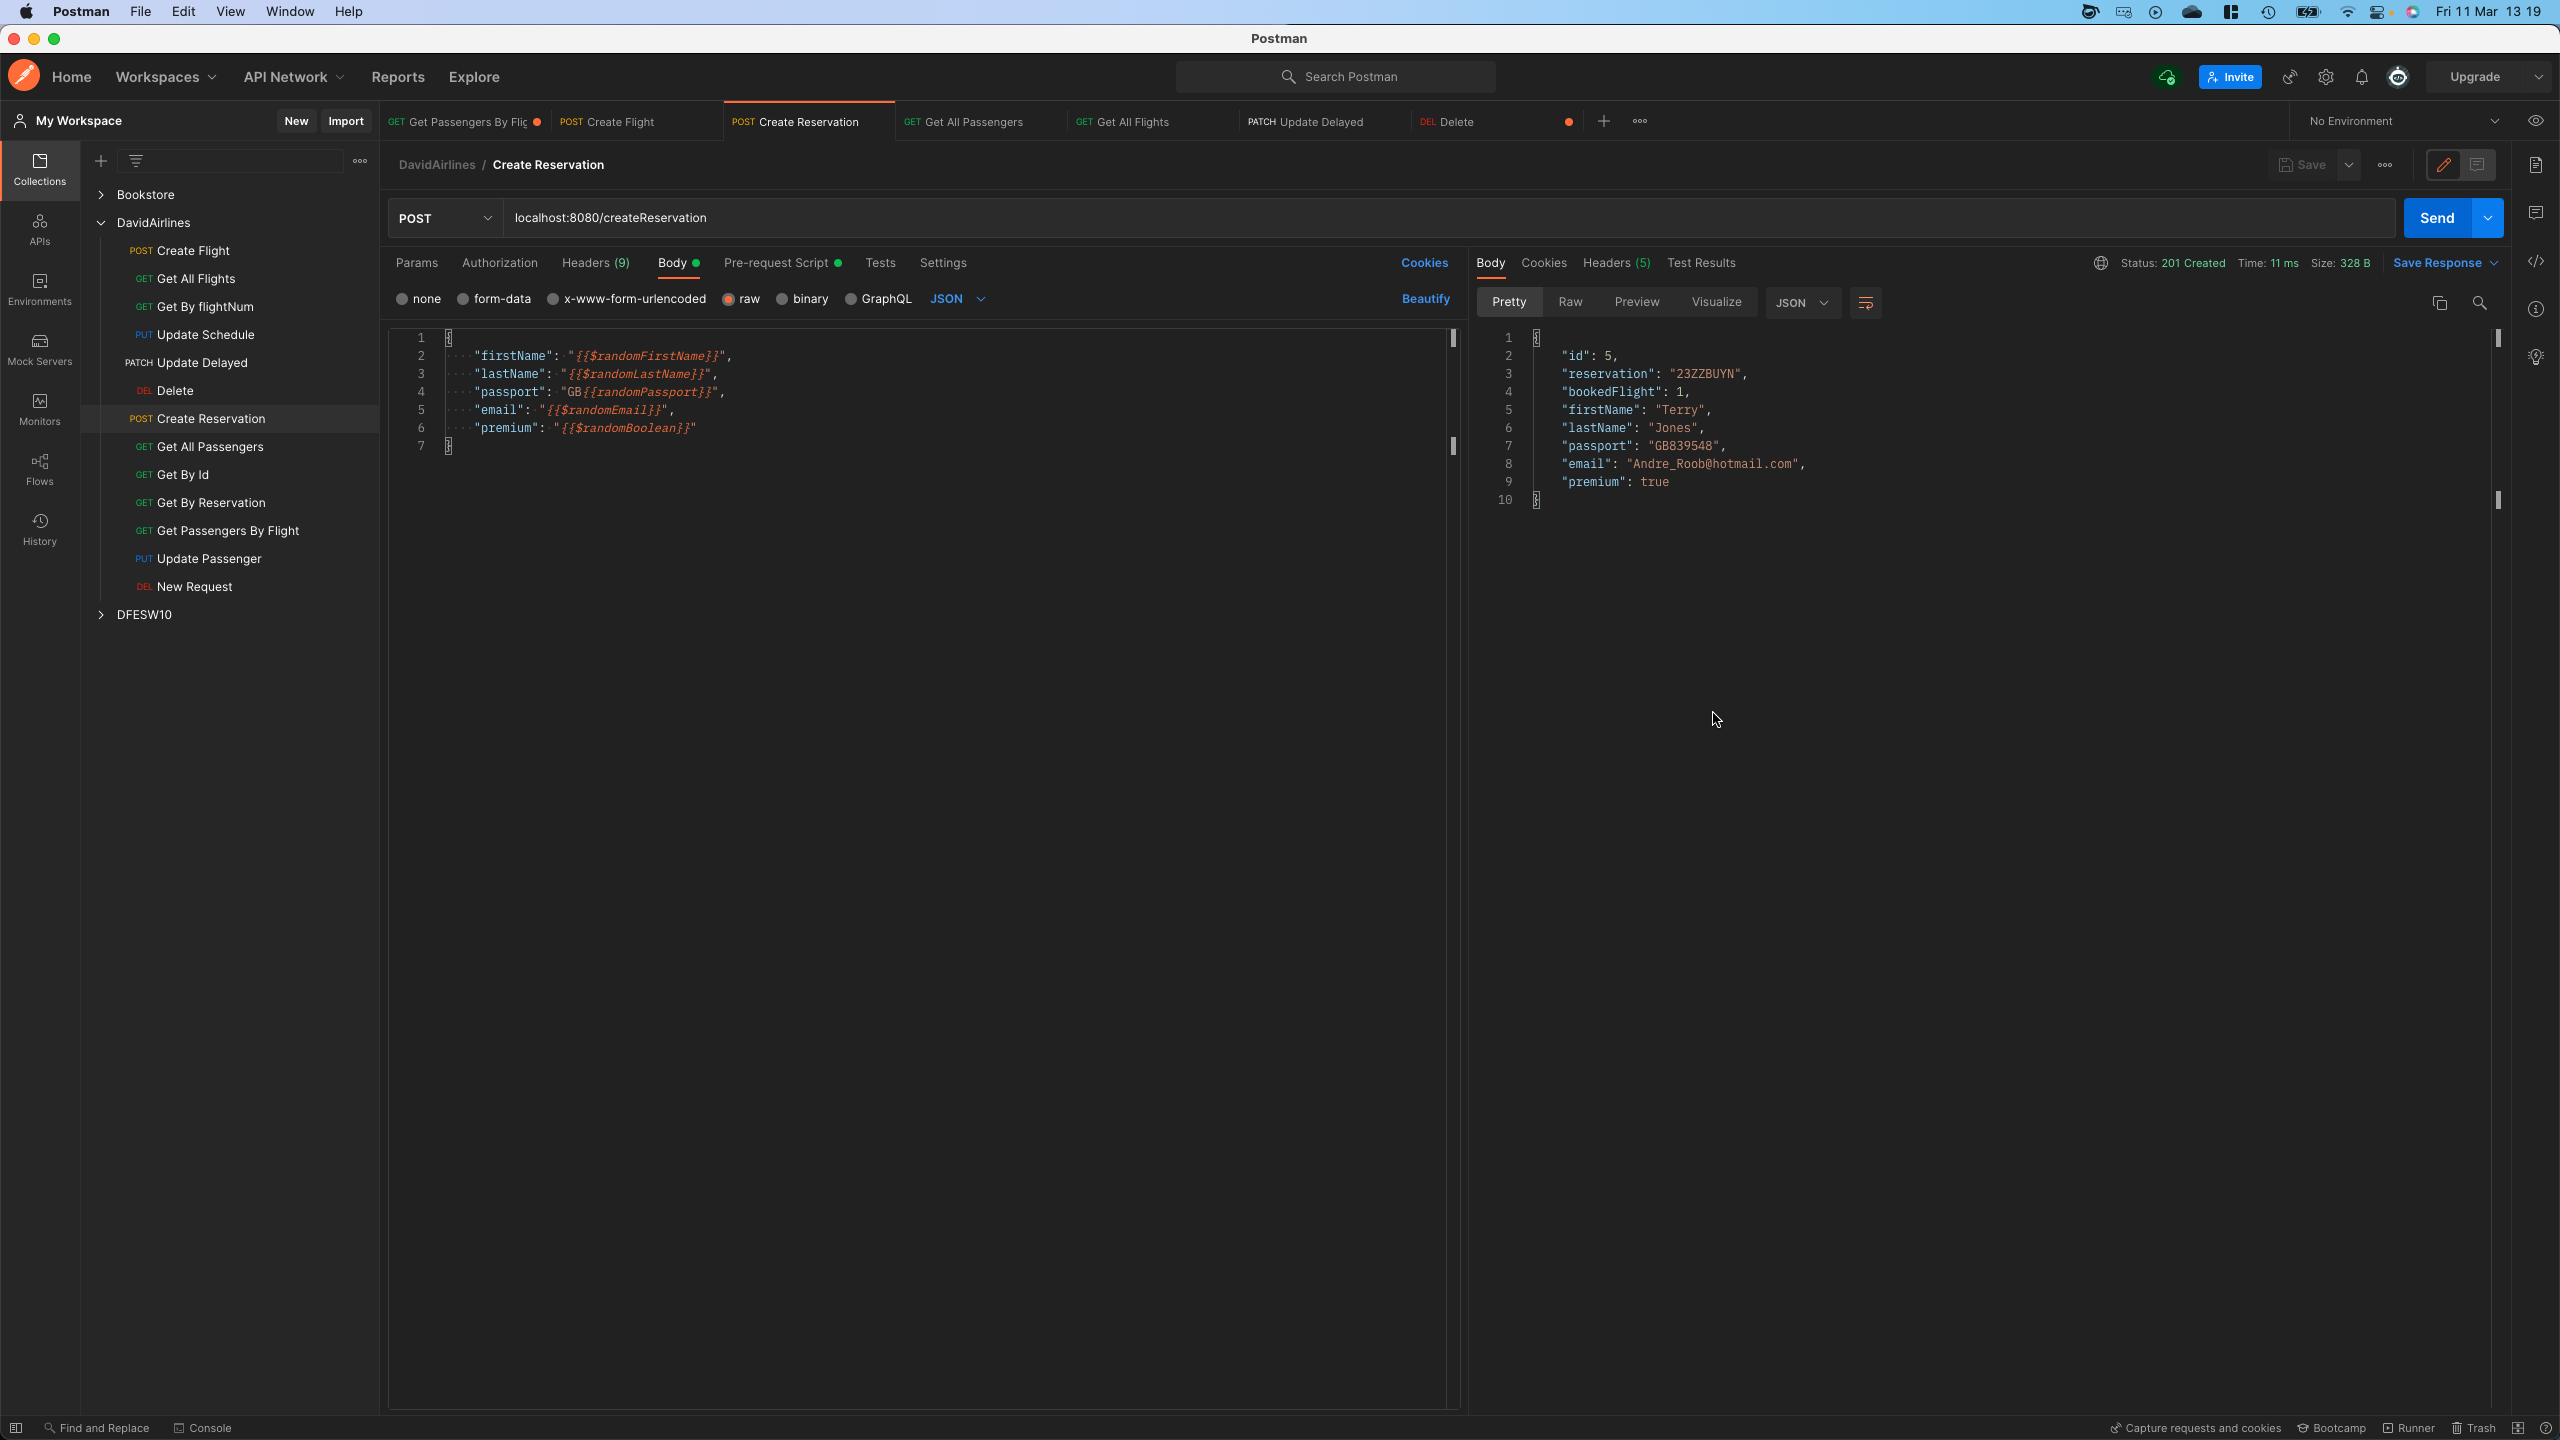 Postman File Edit View Window Help
Fri 11 Mar 13 19
Postman
Home Workspaces API Network Reports Explore
Search Postman
Invite Upgrade
My Workspace New Import
GET Get Passengers By Flig POST Create Flight POST Create Reservation GET Get All Passengers GET Get All Flights PATCH Update Delayed DEL Delete
No Environment
Collections
APIs
Environments
Mock Servers
Monitors
Flows
History
Bookstore
DavidAirlines
POST Create Flight
GET Get All Flights
GET Get By flightNum
PUT Update Schedule
PATCH Update Delayed
DEL Delete
POST Create Reservation
GET Get All Passengers
GET Get By Id
GET Get By Reservation
GET Get Passengers By Flight
PUT Update Passenger
DEL New Request
DFESW10
DavidAirlines / Create Reservation
Save
POST localhost:8080/createReservation Send
Params Authorization Headers (9) Body Pre-request Script Tests Settings Cookies
none form-data x-www-form-urlencoded raw binary GraphQL JSON Beautify
1 {
2 "firstName": "{{$randomFirstName}}",
3 "lastName": "{{$randomLastName}}",
4 "passport": "GB{{randomPassport}}",
5 "email": "{{$randomEmail}}",
6 "premium": "{{$randomBoolean}}"
7 }
Body Cookies Headers (5) Test Results
Status: 201 Created Time: 11 ms Size: 328 B Save Response
Pretty Raw Preview Visualize JSON
1 {
2 "id": 5,
3 "reservation": "23ZZBUYN",
4 "bookedFlight": 1,
5 "firstName": "Terry",
6 "lastName": "Jones",
7 "passport": "GB839548",
8 "email": "Andre_Roob@hotmail.com",
9 "premium": true
10 }
Find and Replace Console
Capture requests and cookies Bootcamp Runner Trash